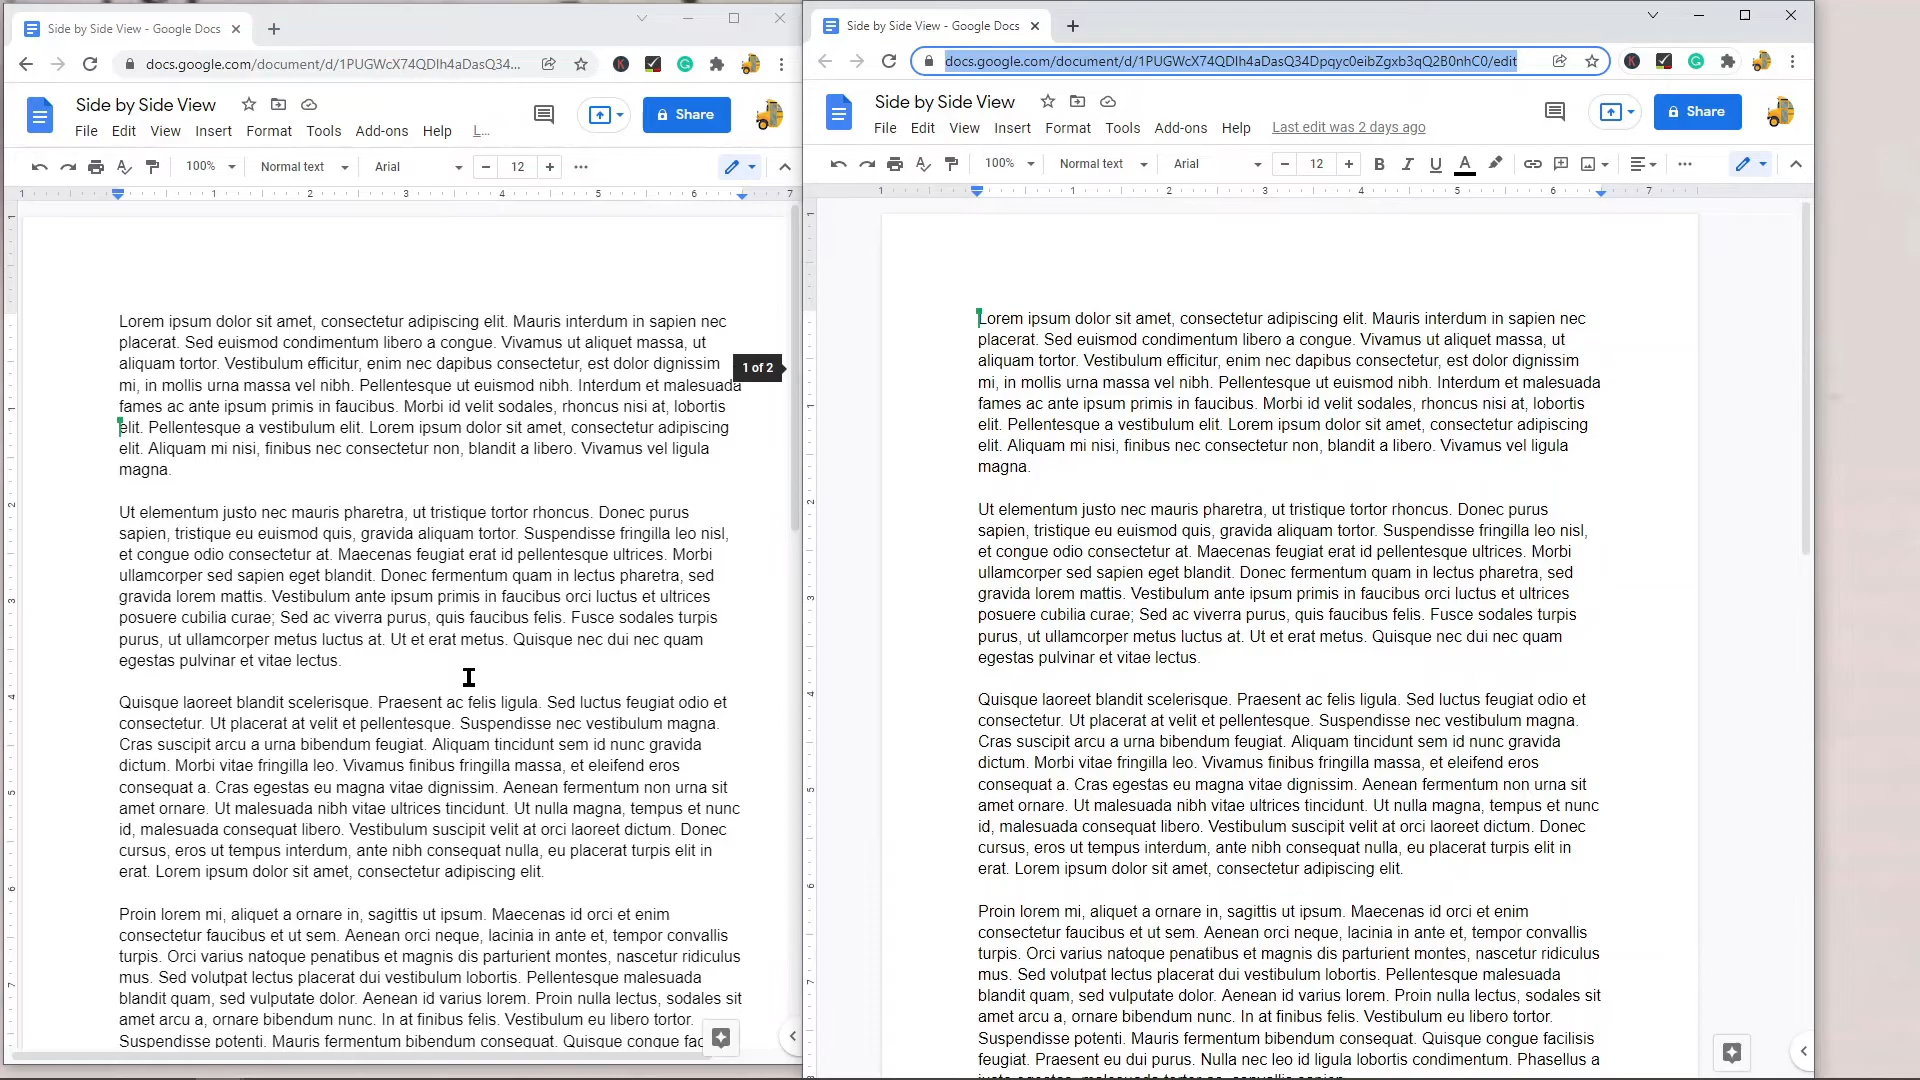 Side by Side View - Google Docs
docs.google.com/document/d/1PUGWcX74QDIh4aDasQ34...
Side by Side View
File Edit View Insert Format Tools Add-ons Help L...
Share
100% Normal text Arial 12
1 1 2 3 4 5 6 7
Lorem ipsum dolor sit amet, consectetur adipiscing elit. Mauris interdum in sapien nec
placerat. Sed euismod condimentum libero a congue. Vivamus ut aliquet massa, ut
aliquam tortor. Vestibulum efficitur, enim nec dapibus consectetur, est dolor dignissim
mi, in mollis urna massa vel nibh. Pellentesque ut euismod nibh. Interdum et malesuada
fames ac ante ipsum primis in faucibus. Morbi id velit sodales, rhoncus nisi at, lobortis
elit. Pellentesque a vestibulum elit. Lorem ipsum dolor sit amet, consectetur adipiscing
elit. Aliquam mi nisi, finibus nec consectetur non, blandit a libero. Vivamus vel ligula
magna.
1 of 2
Ut elementum justo nec mauris pharetra, ut tristique tortor rhoncus. Donec purus
sapien, tristique eu euismod quis, gravida aliquam tortor. Suspendisse fringilla leo nisl,
et congue odio consectetur at. Maecenas feugiat erat id pellentesque ultrices. Morbi
ullamcorper sed sapien eget blandit. Donec fermentum quam in lectus pharetra, sed
gravida lorem mattis. Vestibulum ante ipsum primis in faucibus orci luctus et ultrices
posuere cubilia curae; Sed ac viverra purus, quis faucibus felis. Fusce sodales turpis
purus, ut ullamcorper metus luctus at. Ut et erat metus. Quisque nec dui nec quam
egestas pulvinar et vitae lectus.
Quisque laoreet blandit scelerisque. Praesent ac felis ligula. Sed luctus feugiat odio et
consectetur. Ut placerat at velit et pellentesque. Suspendisse nec vestibulum magna.
Cras suscipit arcu a urna bibendum feugiat. Aliquam tincidunt sem id nunc gravida
dictum. Morbi vitae fringilla leo. Vivamus finibus fringilla massa, et eleifend eros
consequat a. Cras egestas eu magna vitae dignissim. Aenean fermentum non urna sit
amet ornare. Ut malesuada nibh vitae ultrices tincidunt. Ut nulla magna, tempus et nunc
id, malesuada consequat libero. Vestibulum suscipit velit at orci laoreet dictum. Donec
cursus, eros ut tempus interdum, ante nibh consequat nulla, eu placerat turpis elit in
erat. Lorem ipsum dolor sit amet, consectetur adipiscing elit.
Proin lorem mi, aliquet a ornare in, sagittis ut ipsum. Maecenas id orci et enim
consectetur faucibus et ut sem. Aenean orci neque, lacinia in ante et, tempor convallis
turpis. Orci varius natoque penatibus et magnis dis parturient montes, nascetur ridiculus
mus. Sed volutpat lectus placerat dui vestibulum lobortis. Pellentesque malesuada
blandit quam, sed vulputate dolor. Aenean id varius lorem. Proin nulla lectus, sodales sit
amet arcu a, ornare bibendum nunc. In at finibus felis. Vestibulum eu libero tortor.
Suspendisse potenti. Mauris fermentum bibendum consequat. Quisque congue fac
Side by Side View - Google Docs
docs.google.com/document/d/1PUGWcX74QDIh4aDasQ34Dpqyc0eibZgxb3qQ2B0nhC0/edit
Side by Side View
File Edit View Insert Format Tools Add-ons Help Last edit was 2 days ago
Share
100% Normal text Arial 12 B I U A
1 1 2 3 4 5 6 7
Lorem ipsum dolor sit amet, consectetur adipiscing elit. Mauris interdum in sapien nec
placerat. Sed euismod condimentum libero a congue. Vivamus ut aliquet massa, ut
aliquam tortor. Vestibulum efficitur, enim nec dapibus consectetur, est dolor dignissim
mi, in mollis urna massa vel nibh. Pellentesque ut euismod nibh. Interdum et malesuada
fames ac ante ipsum primis in faucibus. Morbi id velit sodales, rhoncus nisi at, lobortis
elit. Pellentesque a vestibulum elit. Lorem ipsum dolor sit amet, consectetur adipiscing
elit. Aliquam mi nisi, finibus nec consectetur non, blandit a libero. Vivamus vel ligula
magna.
Ut elementum justo nec mauris pharetra, ut tristique tortor rhoncus. Donec purus
sapien, tristique eu euismod quis, gravida aliquam tortor. Suspendisse fringilla leo nisl,
et congue odio consectetur at. Maecenas feugiat erat id pellentesque ultrices. Morbi
ullamcorper sed sapien eget blandit. Donec fermentum quam in lectus pharetra, sed
gravida lorem mattis. Vestibulum ante ipsum primis in faucibus orci luctus et ultrices
posuere cubilia curae; Sed ac viverra purus, quis faucibus felis. Fusce sodales turpis
purus, ut ullamcorper metus luctus at. Ut et erat metus. Quisque nec dui nec quam
egestas pulvinar et vitae lectus.
Quisque laoreet blandit scelerisque. Praesent ac felis ligula. Sed luctus feugiat odio et
consectetur. Ut placerat at velit et pellentesque. Suspendisse nec vestibulum magna.
Cras suscipit arcu a urna bibendum feugiat. Aliquam tincidunt sem id nunc gravida
dictum. Morbi vitae fringilla leo. Vivamus finibus fringilla massa, et eleifend eros
consequat a. Cras egestas eu magna vitae dignissim. Aenean fermentum non urna sit
amet ornare. Ut malesuada nibh vitae ultrices tincidunt. Ut nulla magna, tempus et nunc
id, malesuada consequat libero. Vestibulum suscipit velit at orci laoreet dictum. Donec
cursus, eros ut tempus interdum, ante nibh consequat nulla, eu placerat turpis elit in
erat. Lorem ipsum dolor sit amet, consectetur adipiscing elit.
Proin lorem mi, aliquet a ornare in, sagittis ut ipsum. Maecenas id orci et enim
consectetur faucibus et ut sem. Aenean orci neque, lacinia in ante et, tempor convallis
turpis. Orci varius natoque penatibus et magnis dis parturient montes, nascetur ridiculus
mus. Sed volutpat lectus placerat dui vestibulum lobortis. Pellentesque malesuada
blandit quam, sed vulputate dolor. Aenean id varius lorem. Proin nulla lectus, sodales sit
amet arcu a, ornare bibendum nunc. In at finibus felis. Vestibulum eu libero tortor.
Suspendisse potenti. Mauris fermentum bibendum consequat. Quisque congue facilisis
feugiat. Praesent eu dui purus. Nulla nec leo id ligula lobortis condimentum. Phasellus a